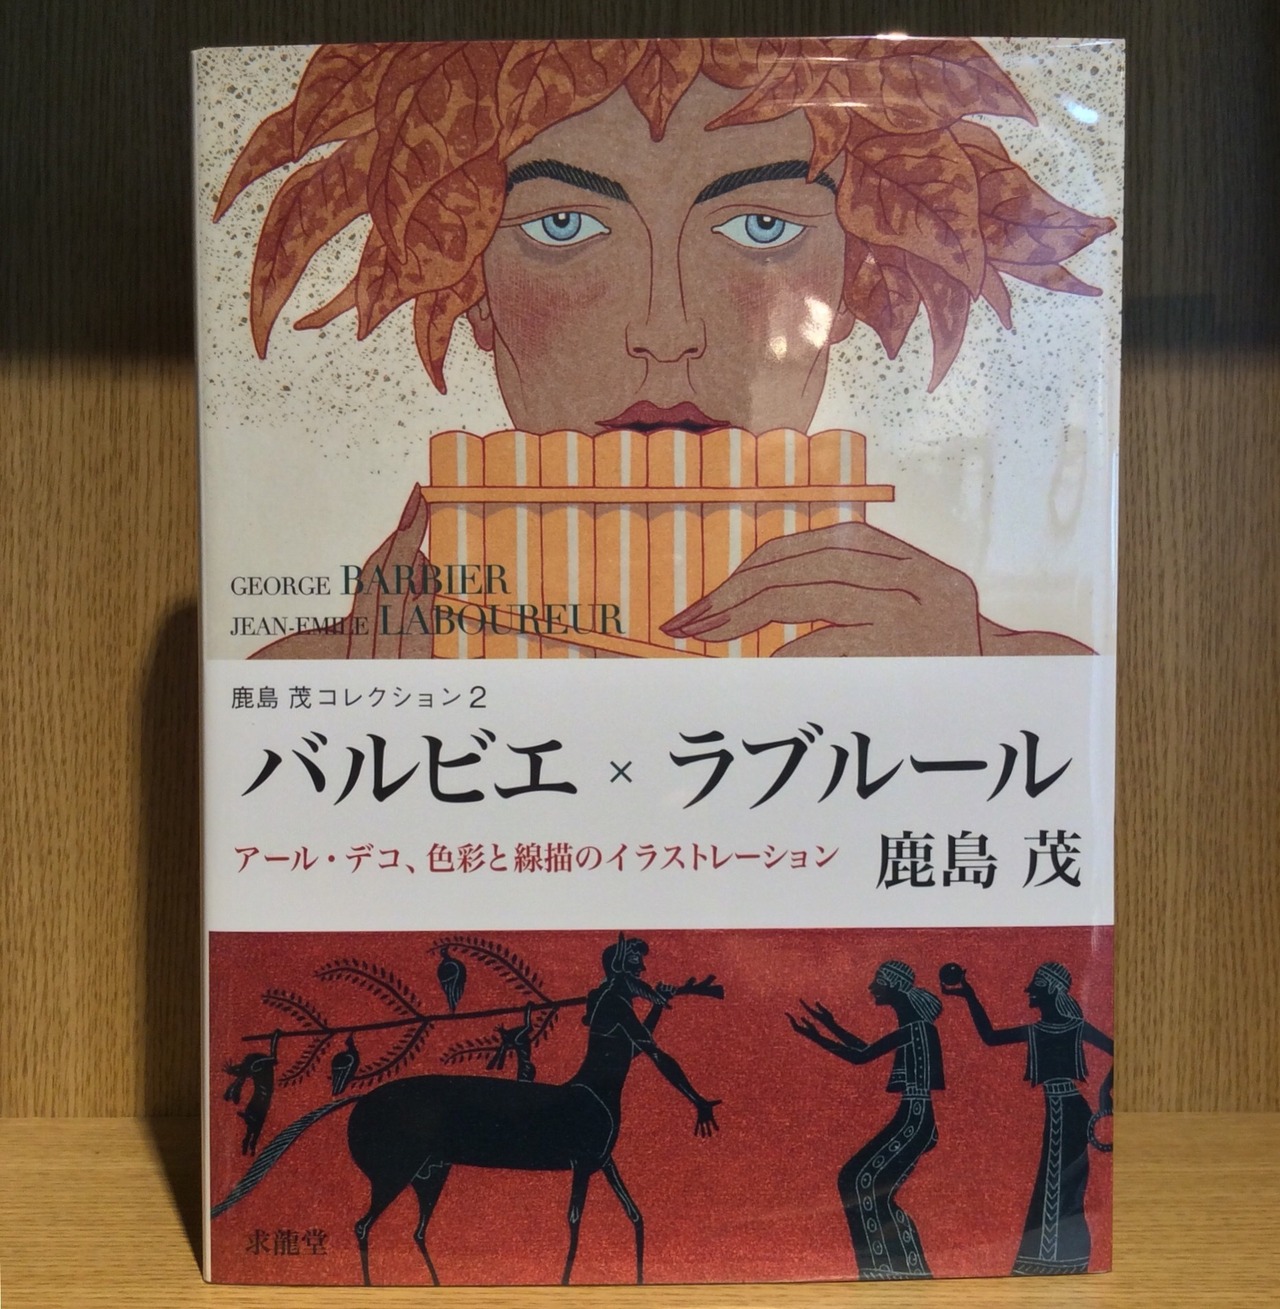 GEORGE BARBIER
JEAN-EMILE LABOUREUR
鹿島 茂コレクション2
バルビエ × ラブルール
アール・デコ、色彩と線描のイラストレーション
鹿島 茂
求龍堂